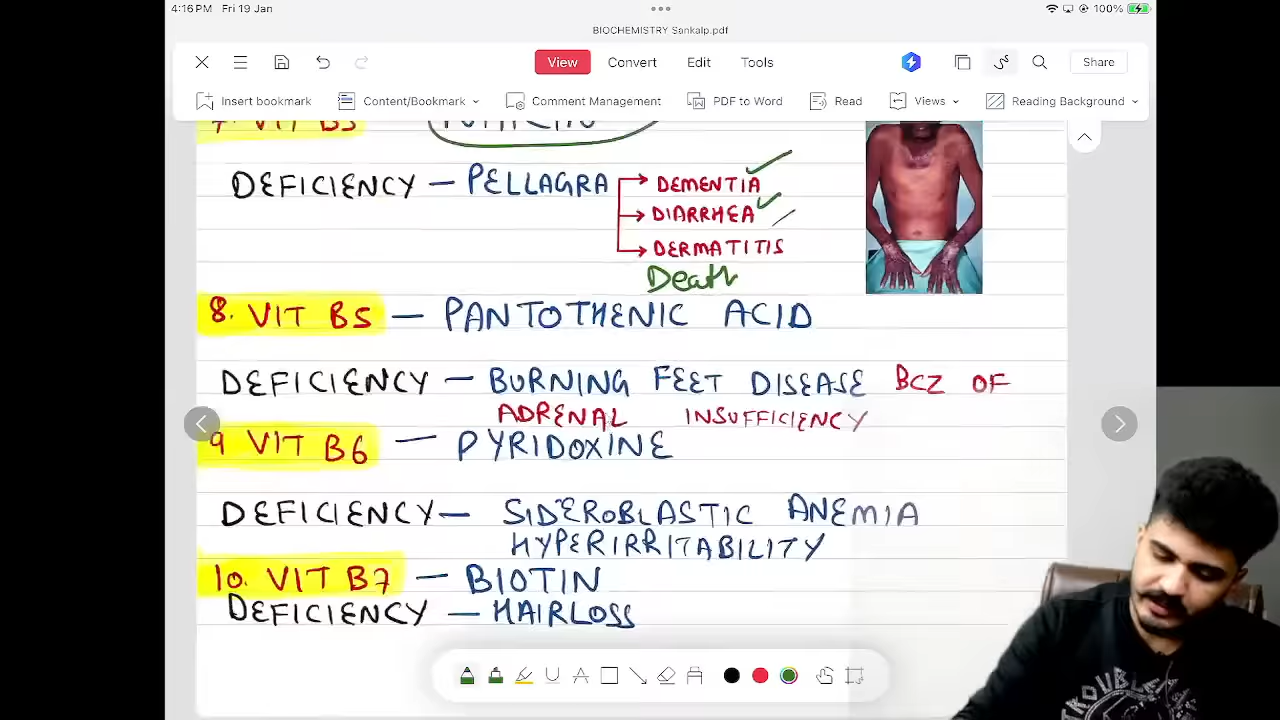 4:16 PM Fri 19 Jan
100%
BIOCHEMISTRY Sankalp.pdf
View Convert Edit Tools
Share
Insert bookmark Content/Bookmark Comment Management PDF to Word Read Views Reading Background
7. VIT B3
DEFICIENCY — PELLAGRA
DEMENTIA
DIARRHEA
DERMATITIS
Death
8. VIT B5 — PANTOTHENIC ACID
DEFICIENCY — BURNING FEET DISEASE BCZ OF
ADRENAL INSUFFICIENCY
9 VIT B6 — PYRIDOXINE
DEFICIENCY — SIDEROBLASTIC ANEMIA
HYPERIRRITABILITY
10. VIT B7 — BIOTIN
DEFICIENCY — HAIRLOSS